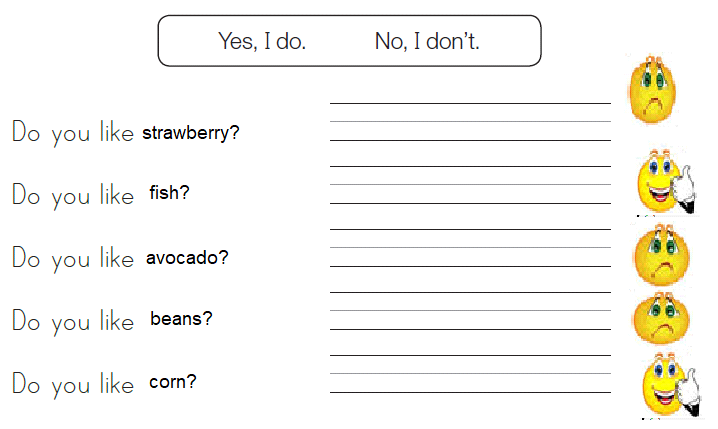 Yes, I do. No, I don't.
Do you like strawberry?
Do you like fish?
Do you like avocado?
Do you like beans?
Do you like corn?